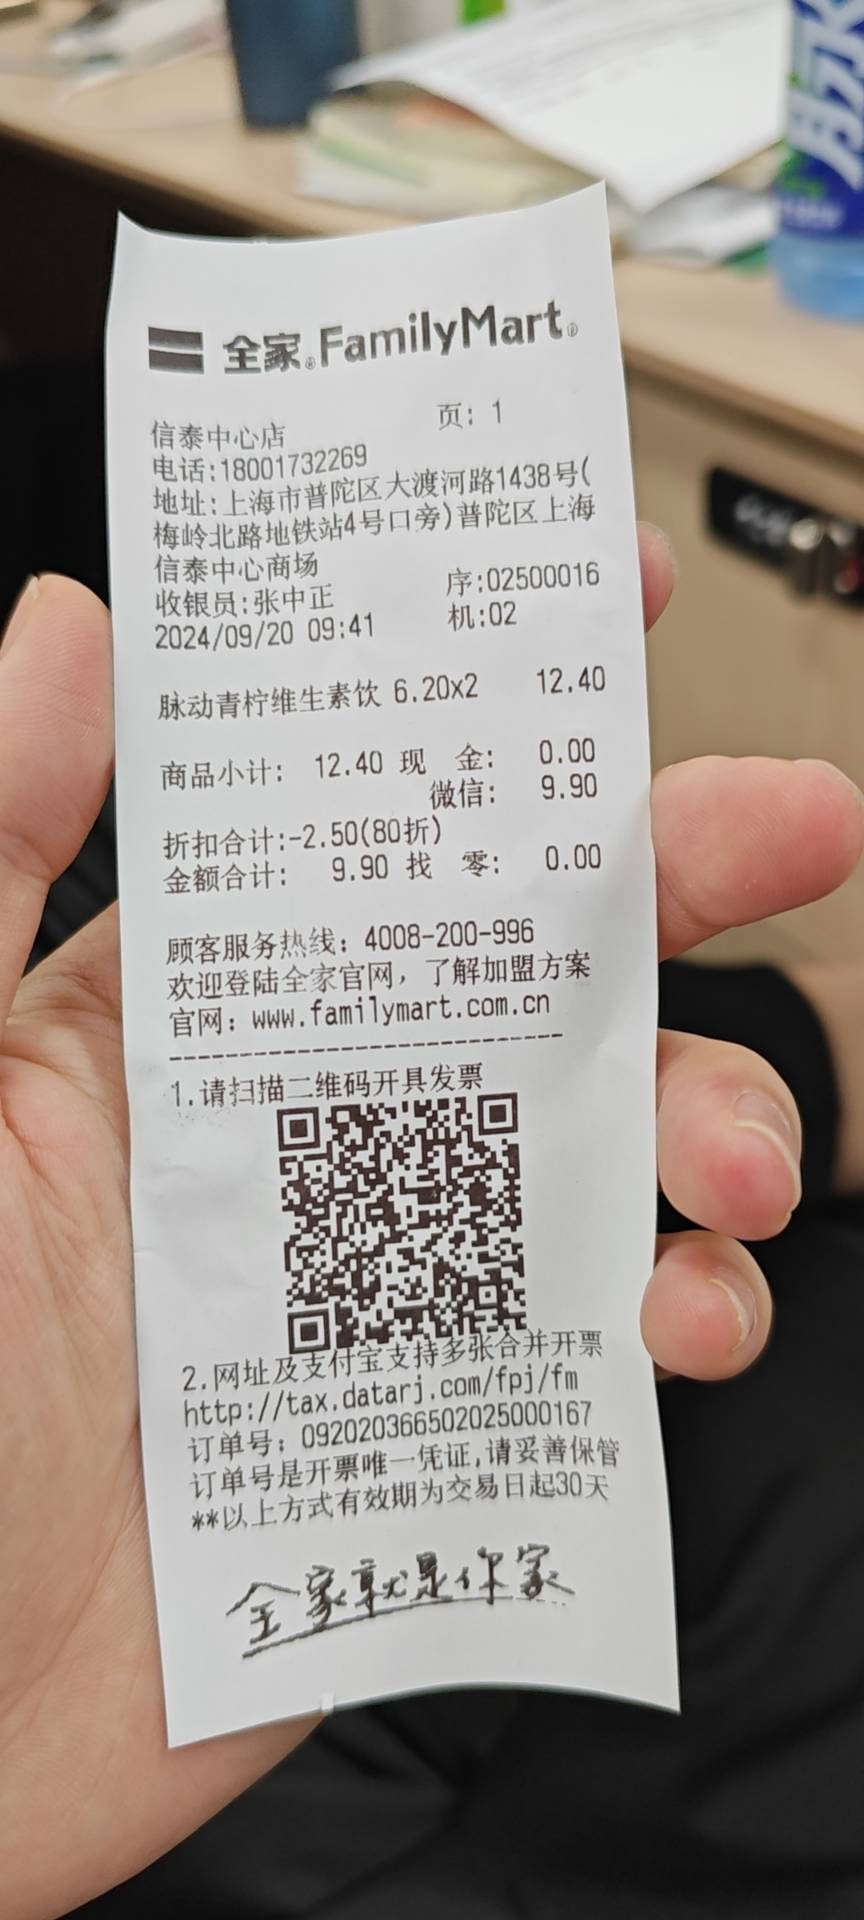 全家®FamilyMart®
信泰中心店 页: 1
电话:18001732269
地址:上海市普陀区大渡河路1438号(
梅岭北路地铁站4号口旁)普陀区上海
信泰中心商场
收银员:张中正 序:02500016
2024/09/20 09:41 机:02
脉动青柠维生素饮 6.20x2 12.40
商品小计: 12.40 现 金: 0.00
微信: 9.90
折扣合计:-2.50(80折)
金额合计: 9.90 找 零: 0.00
顾客服务热线: 4008-200-996
欢迎登陆全家官网, 了解加盟方案
官网: www.familymart.com.cn
1.请扫描二维码开具发票
2.网址及支付宝支持多张合并开票
http://tax.datarj.com/fpj/fm
订单号: 092020366502025000167
订单号是开票唯一凭证,请妥善保管
**以上方式有效期为交易日起30天
全家就是你家
脉